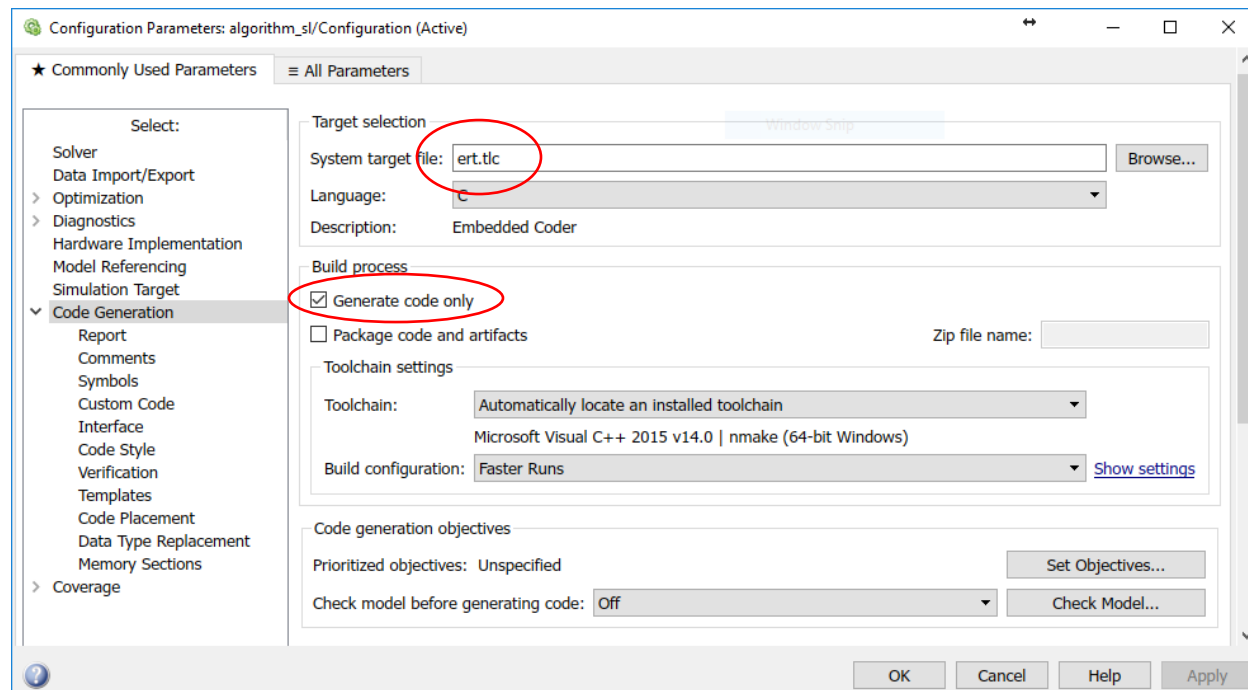 Configuration Parameters: algorithm_sl/Configuration (Active)
★ Commonly Used Parameters
≡ All Parameters
Select:
Solver
Data Import/Export
Optimization
Diagnostics
Hardware Implementation
Model Referencing
Simulation Target
Code Generation
Report
Comments
Symbols
Custom Code
Interface
Code Style
Verification
Templates
Code Placement
Data Type Replacement
Memory Sections
Coverage
Target selection
Window Snip
System target file: ert.tlc Browse...
Language: C
Description: Embedded Coder
Build process
Generate code only
Package code and artifacts Zip file name:
Toolchain settings
Toolchain: Automatically locate an installed toolchain
Microsoft Visual C++ 2015 v14.0 | nmake (64-bit Windows)
Build configuration: Faster Runs Show settings
Code generation objectives
Prioritized objectives: Unspecified Set Objectives...
Check model before generating code: Off Check Model...
OK Cancel Help Apply